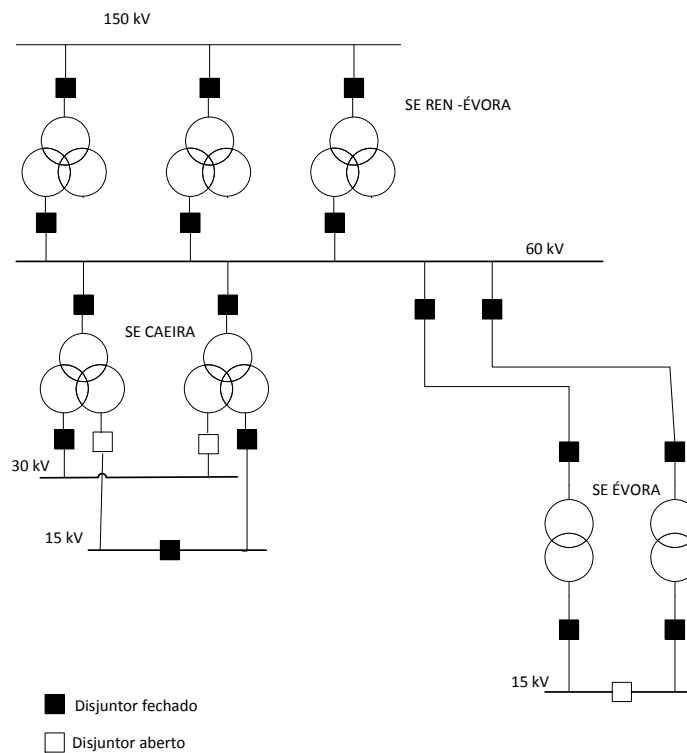 150 kV
SE REN -ÉVORA
60 kV
SE CAEIRA
30 kV
SE ÉVORA
15 kV
15 kV
Disjuntor fechado
Disjuntor aberto